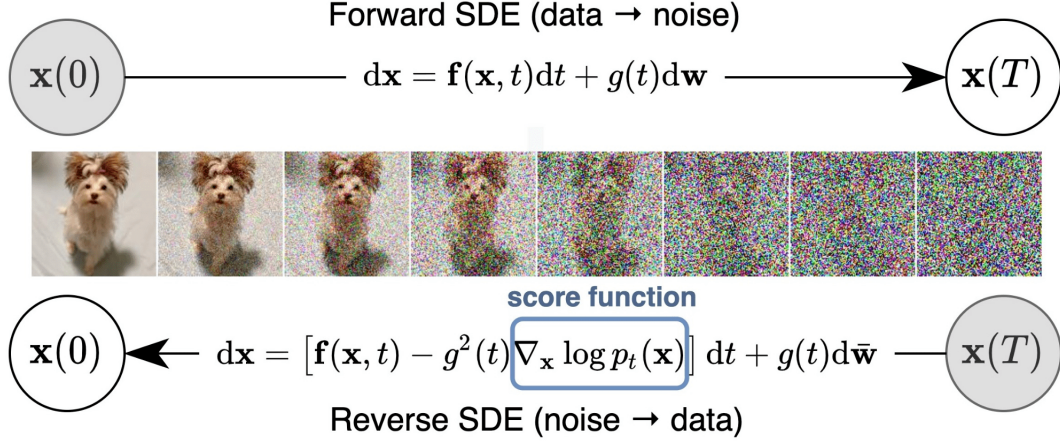 Forward SDE (data → noise)
x(0)
dx = f(x, t)dt + g(t)dw
x(T)
score function
x(0)
dx = [f(x, t) − g²(t)∇ₓ log pₜ(x)] dt + g(t)dw̄
x(T)
Reverse SDE (noise → data)